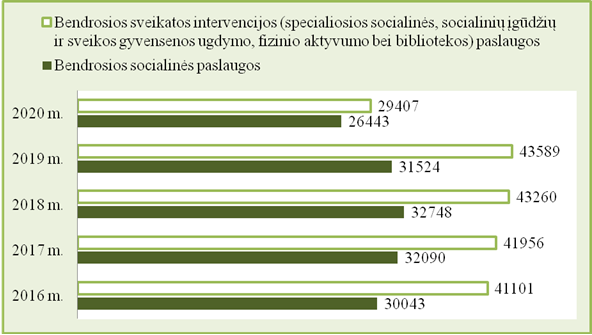 Bendrosios sveikatos intervencijos (specialiosios socialinės, socialinių įgūdžių
ir sveikos gyvensenos ugdymo, fizinio aktyvumo bei bibliotekos) paslaugos
Bendrosios socialinės paslaugos
2020 m.
29407
26443
2019 m.
43589
31524
2018 m.
43260
32748
2017 m.
41956
32090
2016 m.
41101
30043